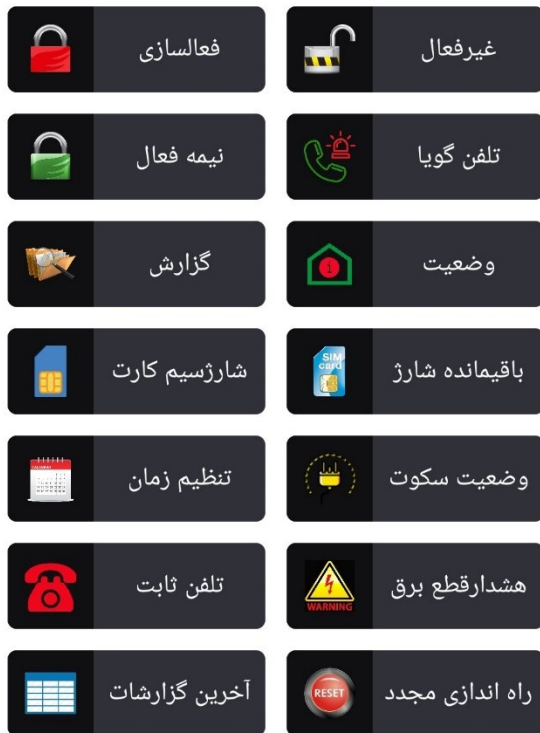 غیرفعال
فعالسازی
تلفن گویا
نیمه فعال
وضعیت
گزارش
SIM
card
باقیمانده شارژ
شارژسیم کارت
وضعیت سکوت
تنظیم زمان
WARNING
هشدارقطع برق
تلفن ثابت
RESET
راه اندازی مجدد
آخرین گزارشات